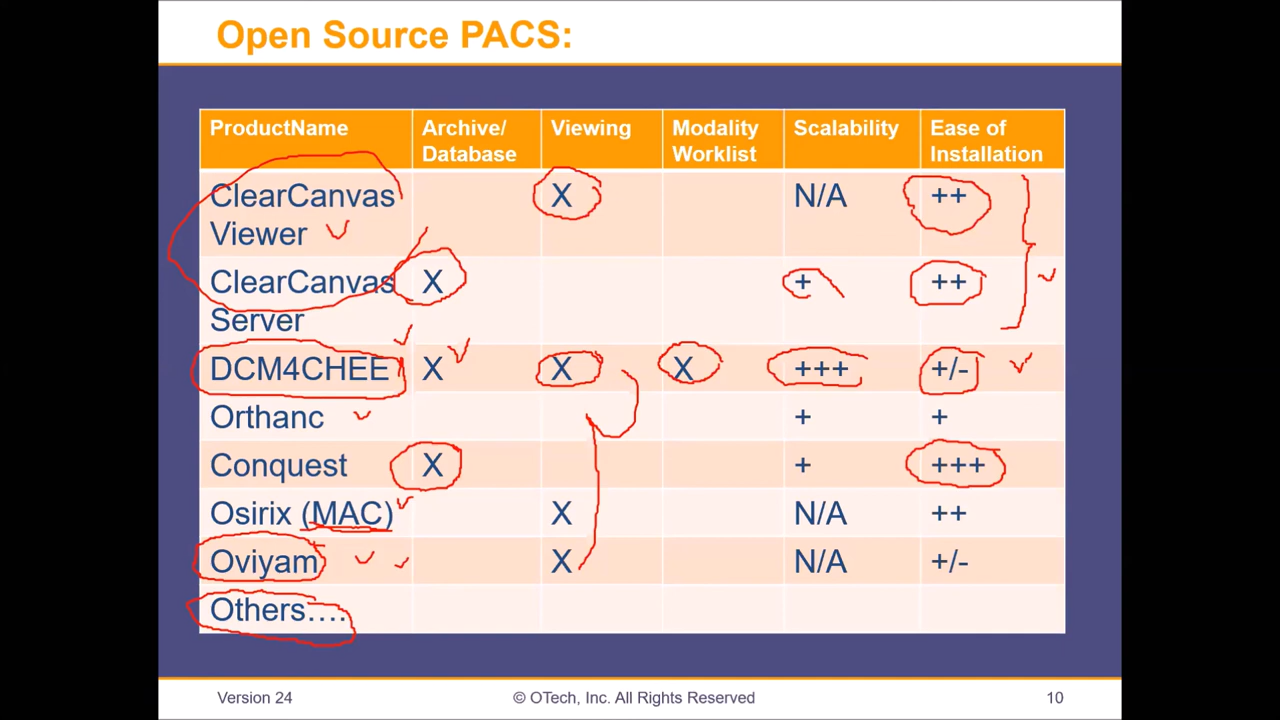 Open Source PACS:
ProductName Archive/ Viewing Modality Scalability Ease of
Database Worklist Installation
ClearCanvas X N/A ++
Viewer
ClearCanvas X + ++
Server
DCM4CHEE X X X +++ +/-
Orthanc + +
Conquest X + +++
Osirix (MAC) X N/A ++
Oviyam X N/A +/-
Others….
Version 24 © OTech, Inc. All Rights Reserved 10